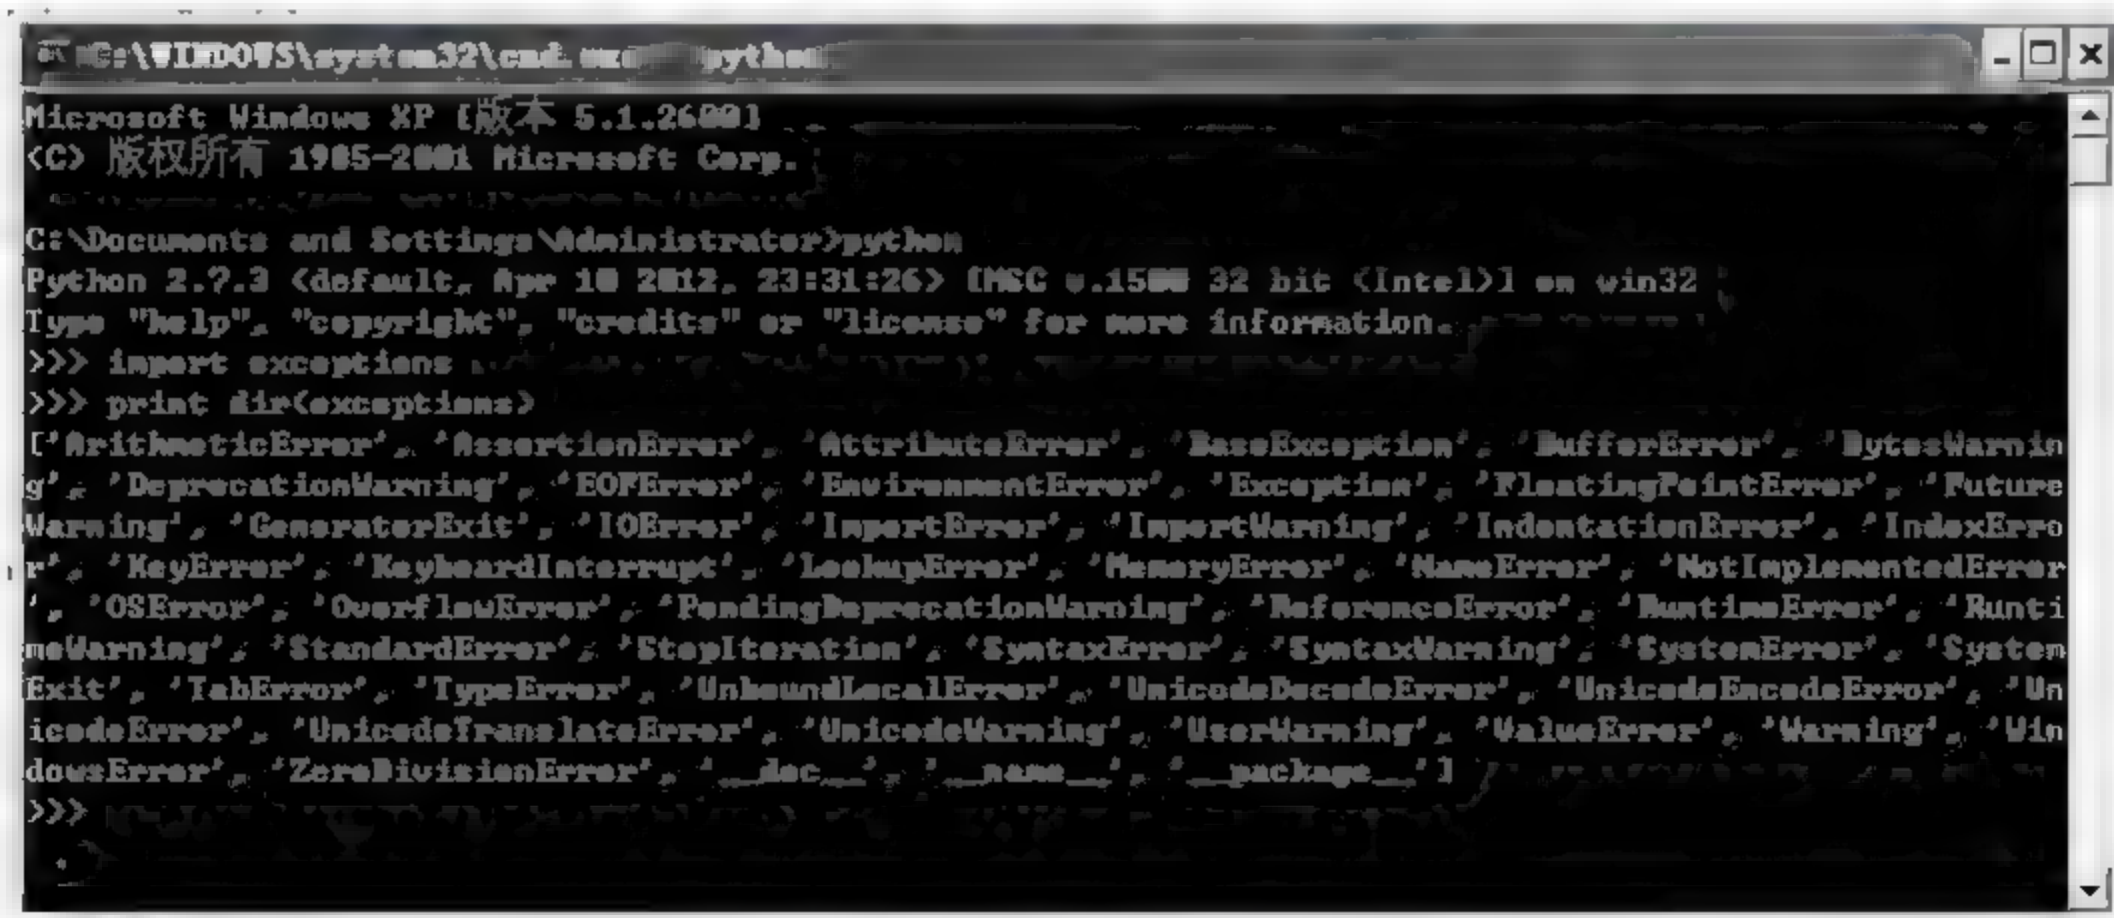 C:\WINDOWS\system32\cmd.exe - python
Microsoft Windows XP [版本 5.1.2600]
(C) 版权所有 1985-2001 Microsoft Corp.
C:\Documents and Settings\Administrator>python
Python 2.7.3 (default, Apr 10 2012, 23:31:26) [MSC v.1500 32 bit (Intel)] on win32
Type "help", "copyright", "credits" or "license" for more information.
>>> import exceptions
>>> print dir(exceptions)
['ArithmeticError', 'AssertionError', 'AttributeError', 'BaseException', 'BufferError', 'BytesWarnin
g', 'DeprecationWarning', 'EOFError', 'EnvironmentError', 'Exception', 'FloatingPointError', 'Future
Warning', 'GeneratorExit', 'IOError', 'ImportError', 'ImportWarning', 'IndentationError', 'IndexErro
r', 'KeyError', 'KeyboardInterrupt', 'LookupError', 'MemoryError', 'NameError', 'NotImplementedError
', 'OSError', 'OverflowError', 'PendingDeprecationWarning', 'ReferenceError', 'RuntimeError', 'Runti
meWarning', 'StandardError', 'StopIteration', 'SyntaxError', 'SyntaxWarning', 'SystemError', 'System
Exit', 'TabError', 'TypeError', 'UnboundLocalError', 'UnicodeDecodeError', 'UnicodeEncodeError', 'Un
icodeError', 'UnicodeTranslateError', 'UnicodeWarning', 'UserWarning', 'ValueError', 'Warning', 'Win
dowsError', 'ZeroDivisionError', '__doc__', '__name__', '__package__']
>>>